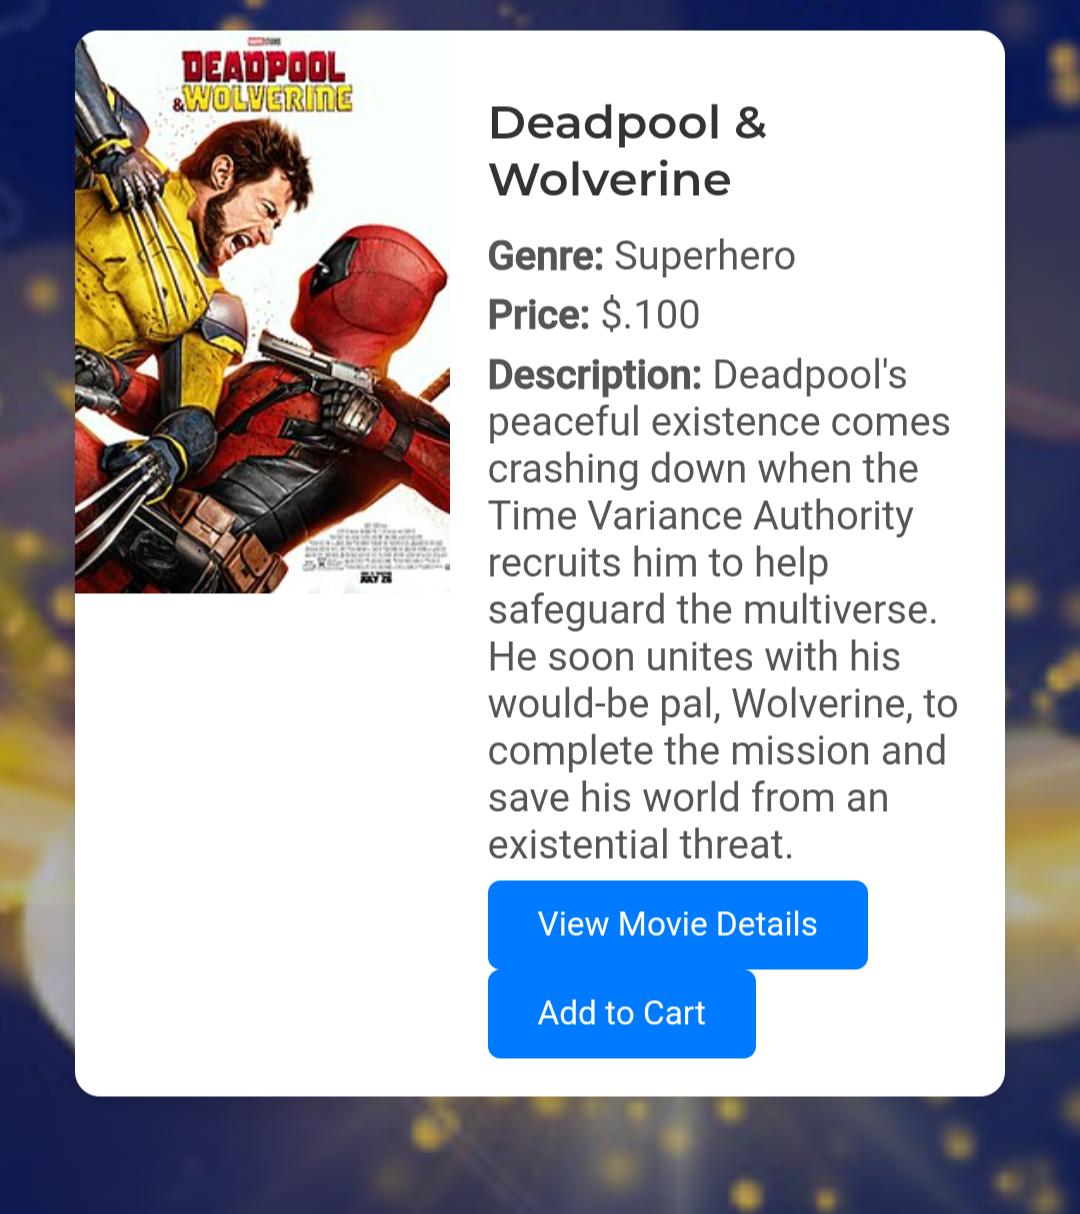 DEADPOOL
&WOLVERINE
JULY 26
Deadpool &
Wolverine
Genre: Superhero
Price: $.100
Description: Deadpool's
peaceful existence comes
crashing down when the
Time Variance Authority
recruits him to help
safeguard the multiverse.
He soon unites with his
would-be pal, Wolverine, to
complete the mission and
save his world from an
existential threat.
View Movie Details
Add to Cart